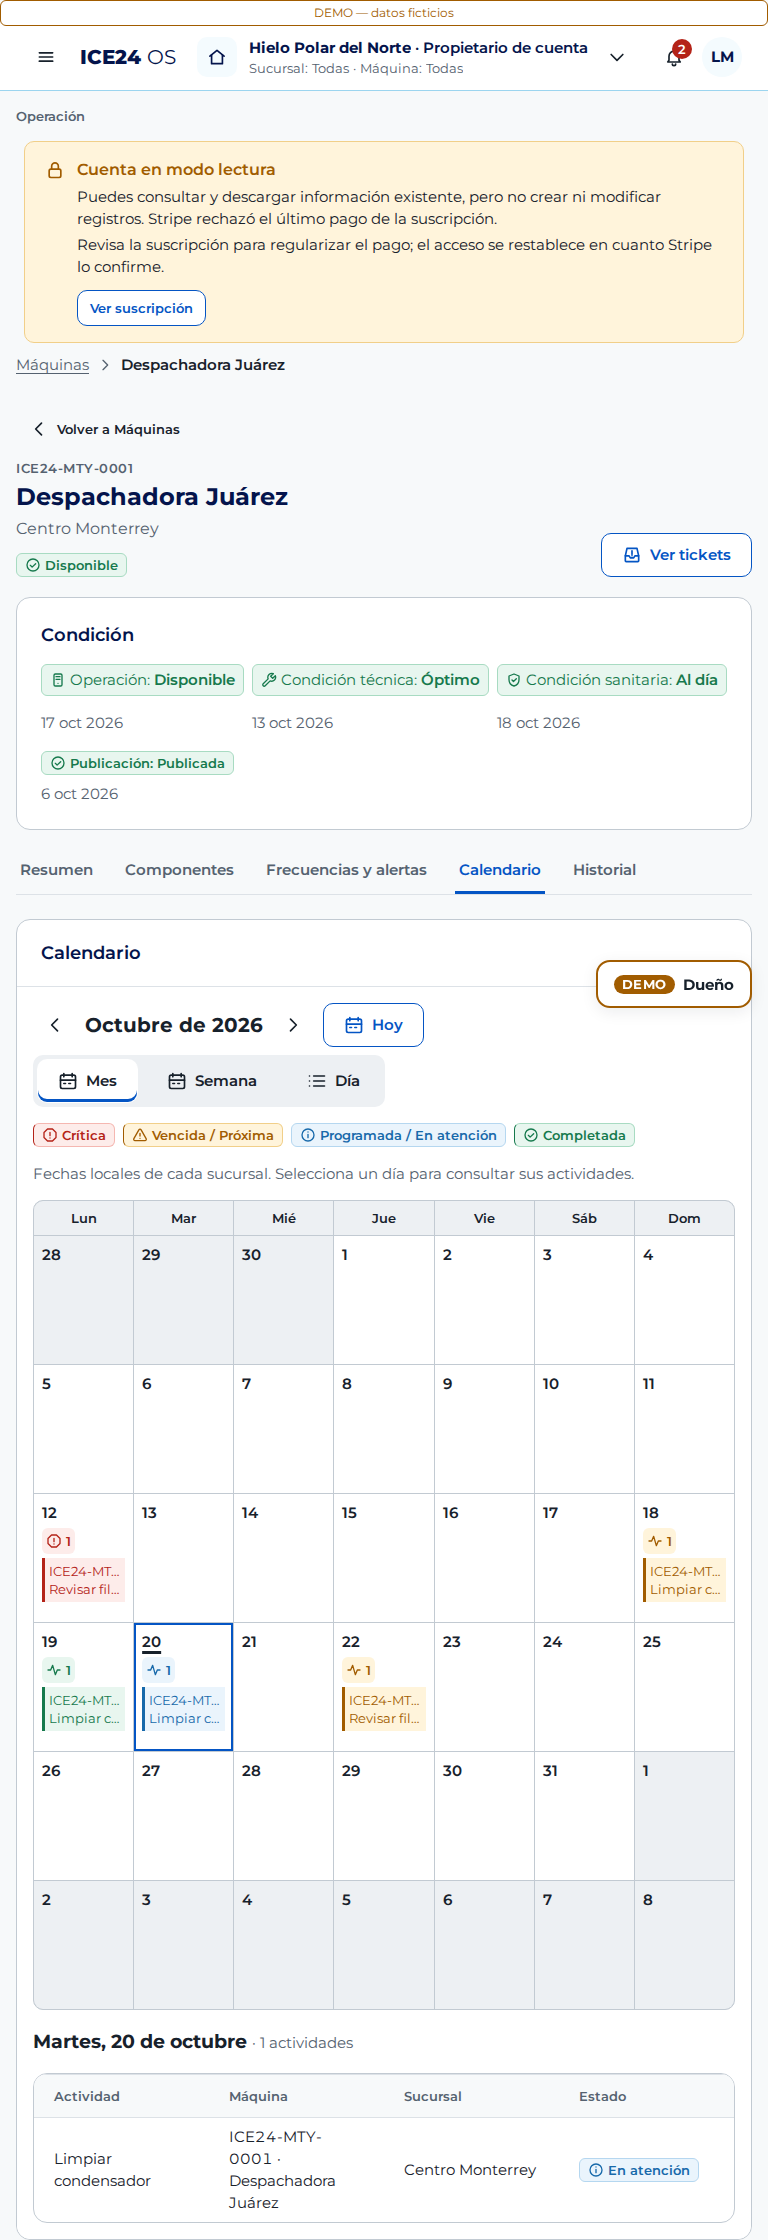 DEMO — datos ficticios
ICE24 OS
Hielo Polar del Norte · Propietario de cuenta
Sucursal: Todas · Máquina: Todas
2
LM
Operación
Cuenta en modo lectura
Puedes consultar y descargar información existente, pero no crear ni modificar
registros. Stripe rechazó el último pago de la suscripción.
Revisa la suscripción para regularizar el pago; el acceso se restablece en cuanto Stripe
lo confirme.
Ver suscripción
Máquinas > Despachadora Juárez
Volver a Máquinas
ICE24-MTY-0001
Despachadora Juárez
Centro Monterrey
Disponible
Ver tickets
Condición
Operación: Disponible
Condición técnica: Óptimo
Condición sanitaria: Al día
17 oct 2026
13 oct 2026
18 oct 2026
Publicación: Publicada
6 oct 2026
Resumen
Componentes
Frecuencias y alertas
Calendario
Historial
Calendario
DEMO Dueño
Octubre de 2026
Hoy
Mes
Semana
Día
Crítica
Vencida / Próxima
Programada / En atención
Completada
Fechas locales de cada sucursal. Selecciona un día para consultar sus actividades.
Lun Mar Mié Jue Vie Sáb Dom
28 29 30 1 2 3 4
5 6 7 8 9 10 11
12 13 14 15 16 17 18
1 1
ICE24-MT... ICE24-MT...
Revisar fil... Limpiar c...
19 20 21 22 23 24 25
1 1 1
ICE24-MT... ICE24-MT... ICE24-MT...
Limpiar c... Limpiar c... Revisar fil...
26 27 28 29 30 31 1
2 3 4 5 6 7 8
Martes, 20 de octubre · 1 actividades
Actividad Máquina Sucursal Estado
Limpiar
condensador
ICE24-MTY-
0001 ·
Despachadora
Juárez
Centro Monterrey
En atención